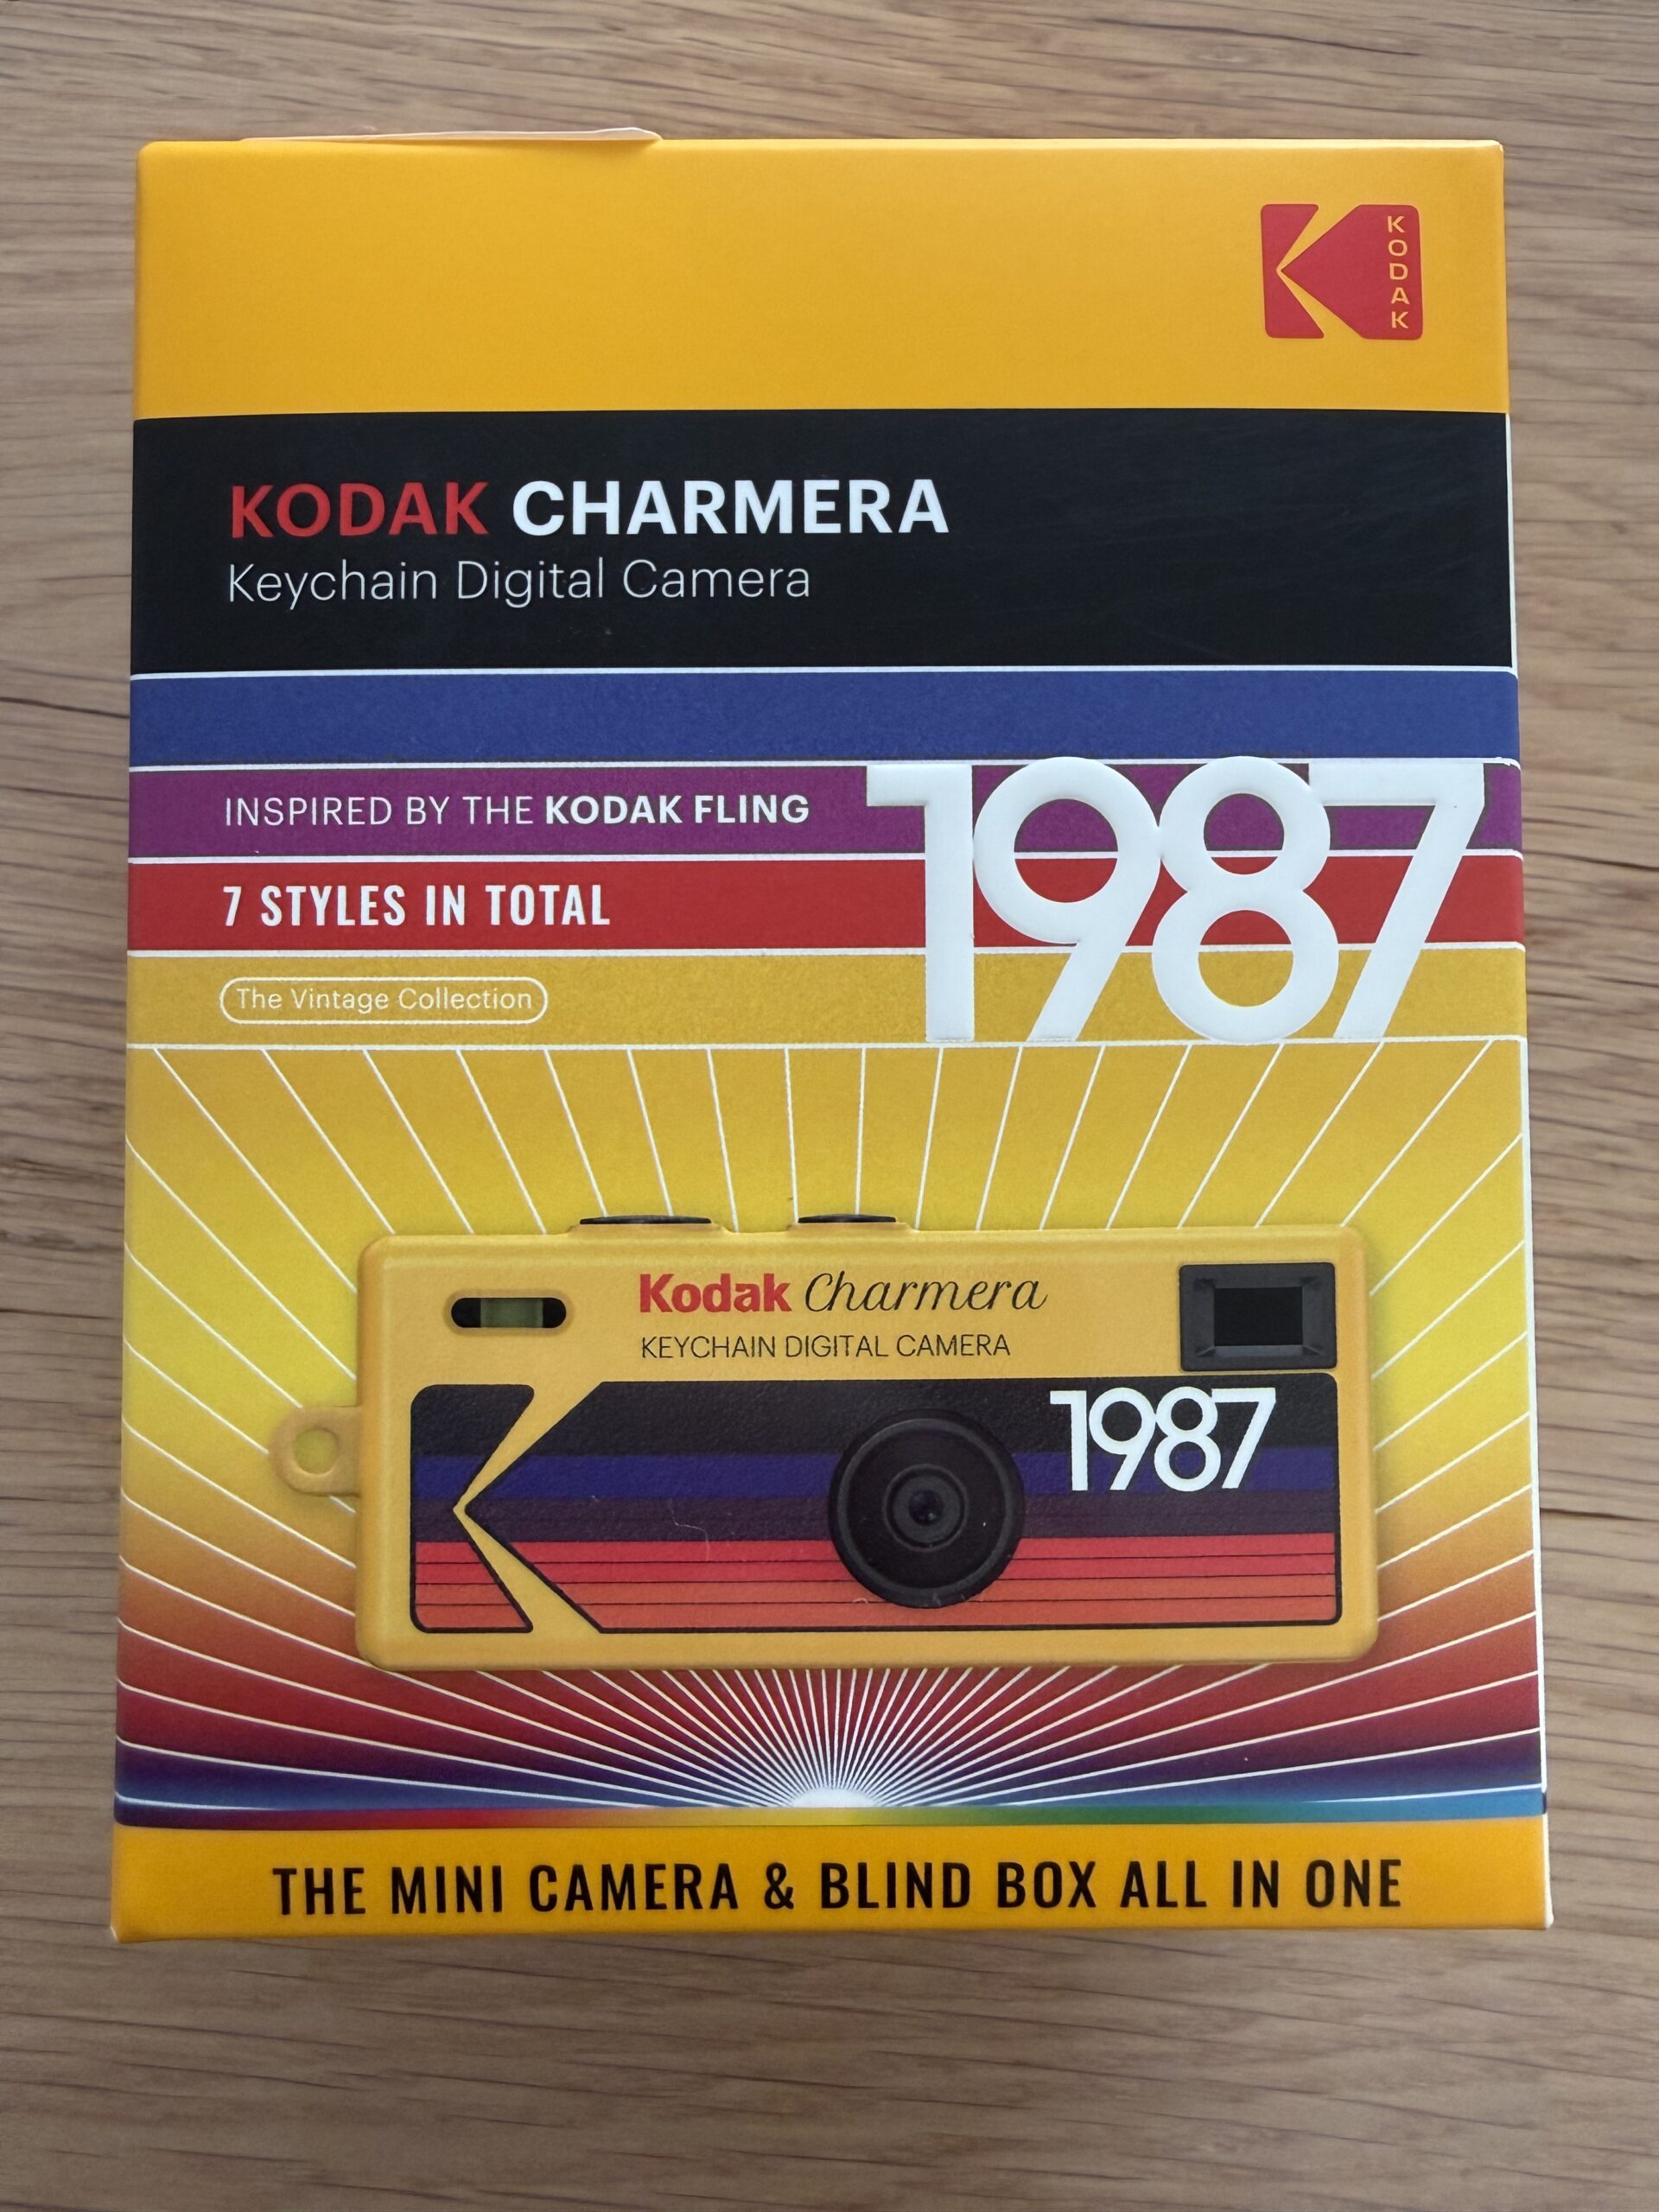 KODAK
KODAK CHARMERA
Keychain Digital Camera
INSPIRED BY THE KODAK FLING
1987
7 STYLES IN TOTAL
The Vintage Collection
Kodak Charmera
KEYCHAIN DIGITAL CAMERA
1987
THE MINI CAMERA & BLIND BOX ALL IN ONE